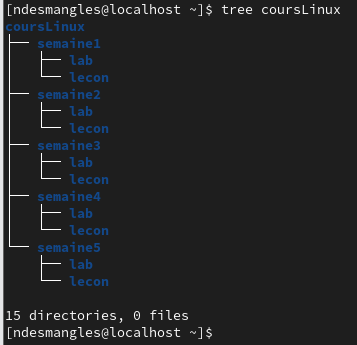 [ndesmangles@localhost ~]$ tree coursLinux
coursLinux
├── semaine1
│   ├── lab
│   └── lecon
├── semaine2
│   ├── lab
│   └── lecon
├── semaine3
│   ├── lab
│   └── lecon
├── semaine4
│   ├── lab
│   └── lecon
└── semaine5
    ├── lab
    └── lecon

15 directories, 0 files
[ndesmangles@localhost ~]$